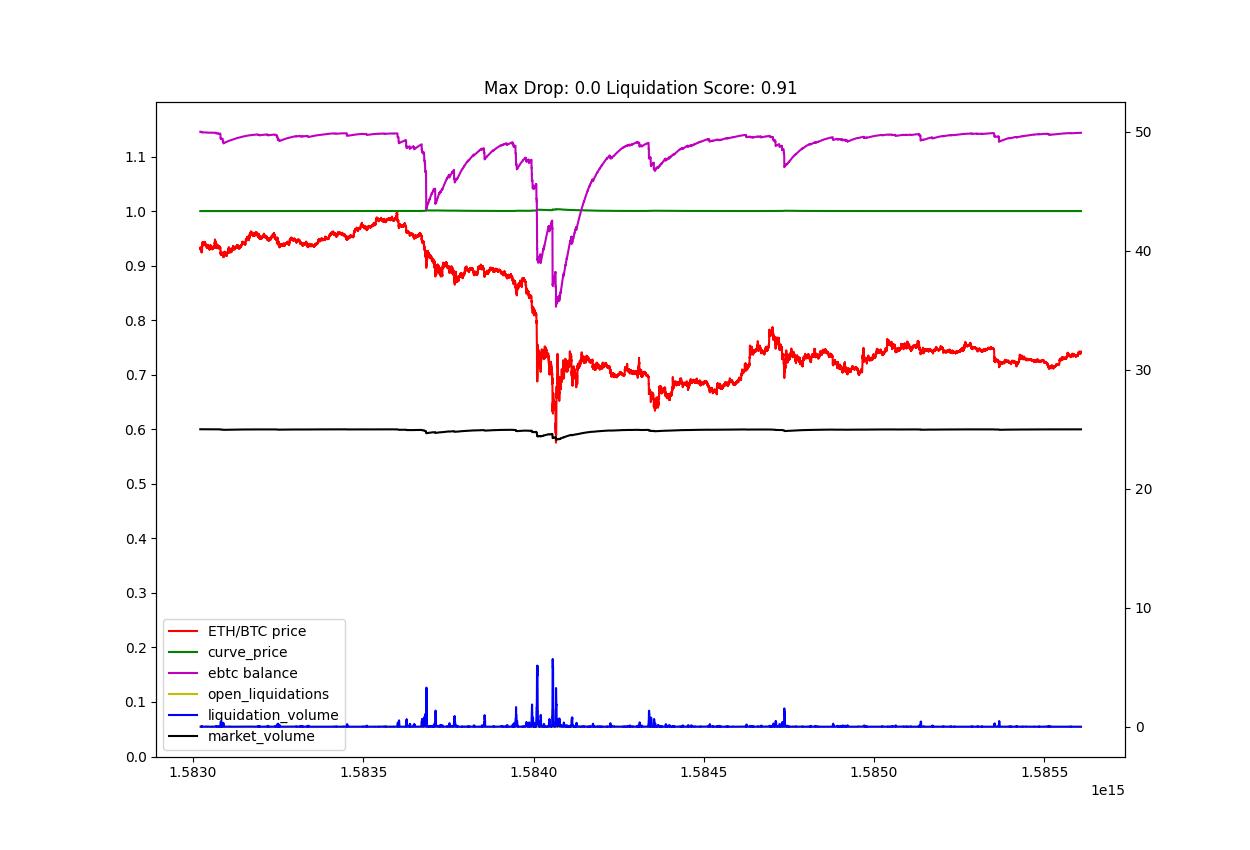 Max Drop: 0.0 Liquidation Score: 0.91
1.1
1.0
0.9
0.8
0.7
0.6
0.5
0.4
0.3
0.2
0.1
0.0
50
40
30
20
10
0
ETH/BTC price
curve_price
ebtc balance
open_liquidations
liquidation_volume
market_volume
1.5830 1.5835 1.5840 1.5845 1.5850 1.5855
1e15